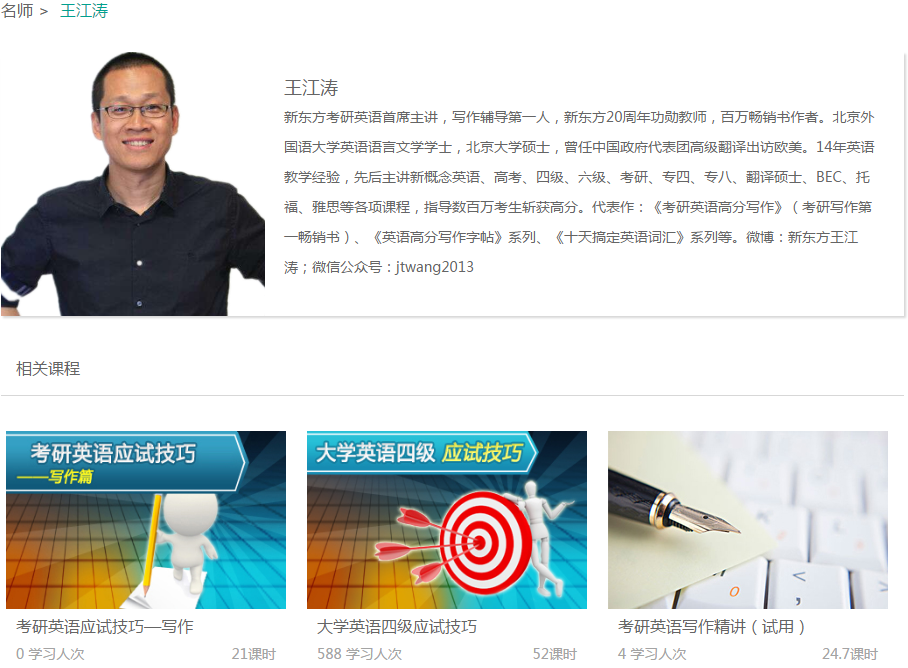 名师 > 王江涛
王江涛
新东方考研英语首席主讲，写作辅导第一人，新东方20周年功勋教师，百万畅销书作者。北京外
国语大学英语语言文学学士，北京大学硕士，曾任中国政府代表团高级翻译出访欧美。14年英语
教学经验，先后主讲新概念英语、高考、四级、六级、考研、专四、专八、翻译硕士、BEC、托
福、雅思等各项课程，指导数百万考生斩获高分。代表作：《考研英语高分写作》（考研写作第
一畅销书）、《英语高分写作字帖》系列、《十天搞定英语词汇》系列等。微博：新东方王江
涛；微信公众号：jtwang2013
相关课程
考研英语应试技巧
——写作篇
大学英语四级 应试技巧
o
<
,
考研英语应试技巧—写作
0 学习人次 21课时
大学英语四级应试技巧
588 学习人次 52课时
考研英语写作精讲（试用）
4 学习人次 24.7课时